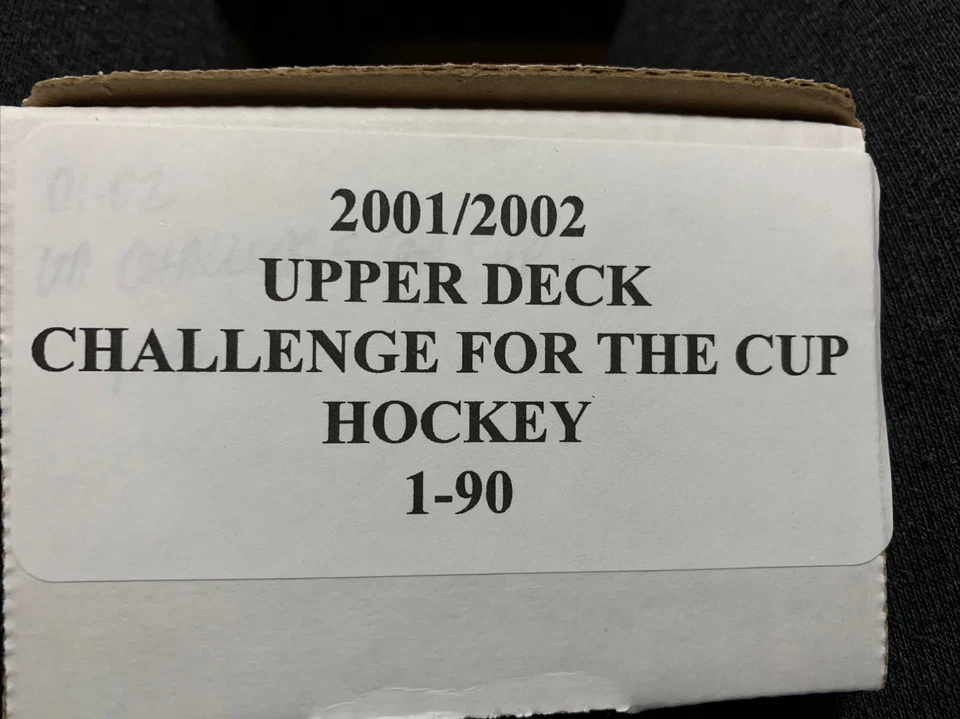 2001/2002
UPPER DECK
CHALLENGE FOR THE CUP
HOCKEY
1-90